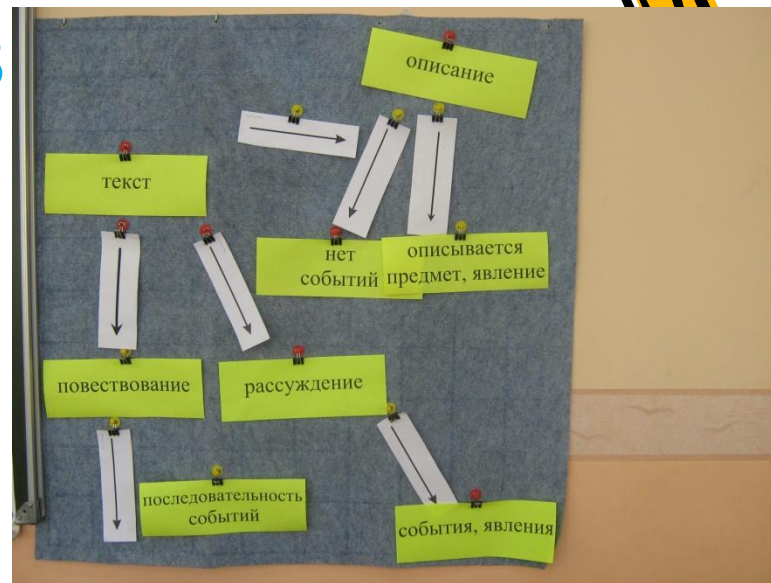 описание
текст
нет
событий
описывается
предмет, явление
повествование
рассуждение
последовательность
событий
события, явления